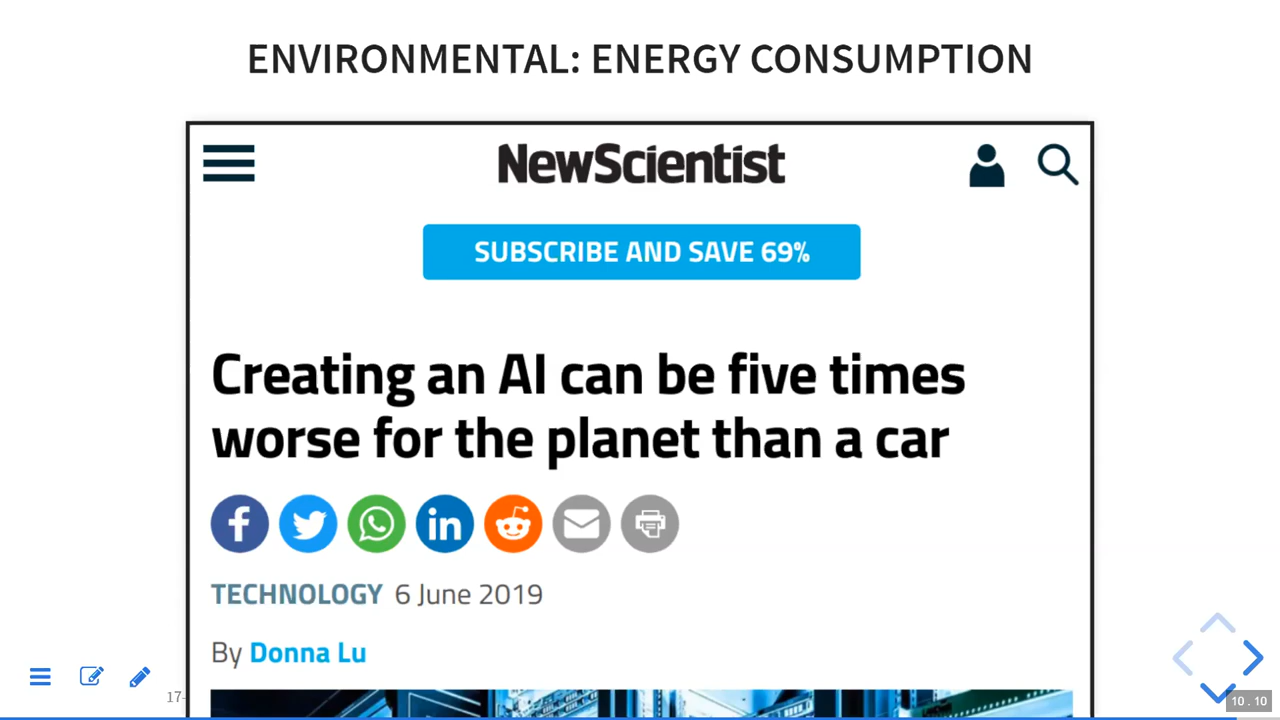 ENVIRONMENTAL: ENERGY CONSUMPTION
NewScientist
SUBSCRIBE AND SAVE 69%
Creating an AI can be five times
worse for the planet than a car
TECHNOLOGY 6 June 2019
By Donna Lu
17-
10 . 10